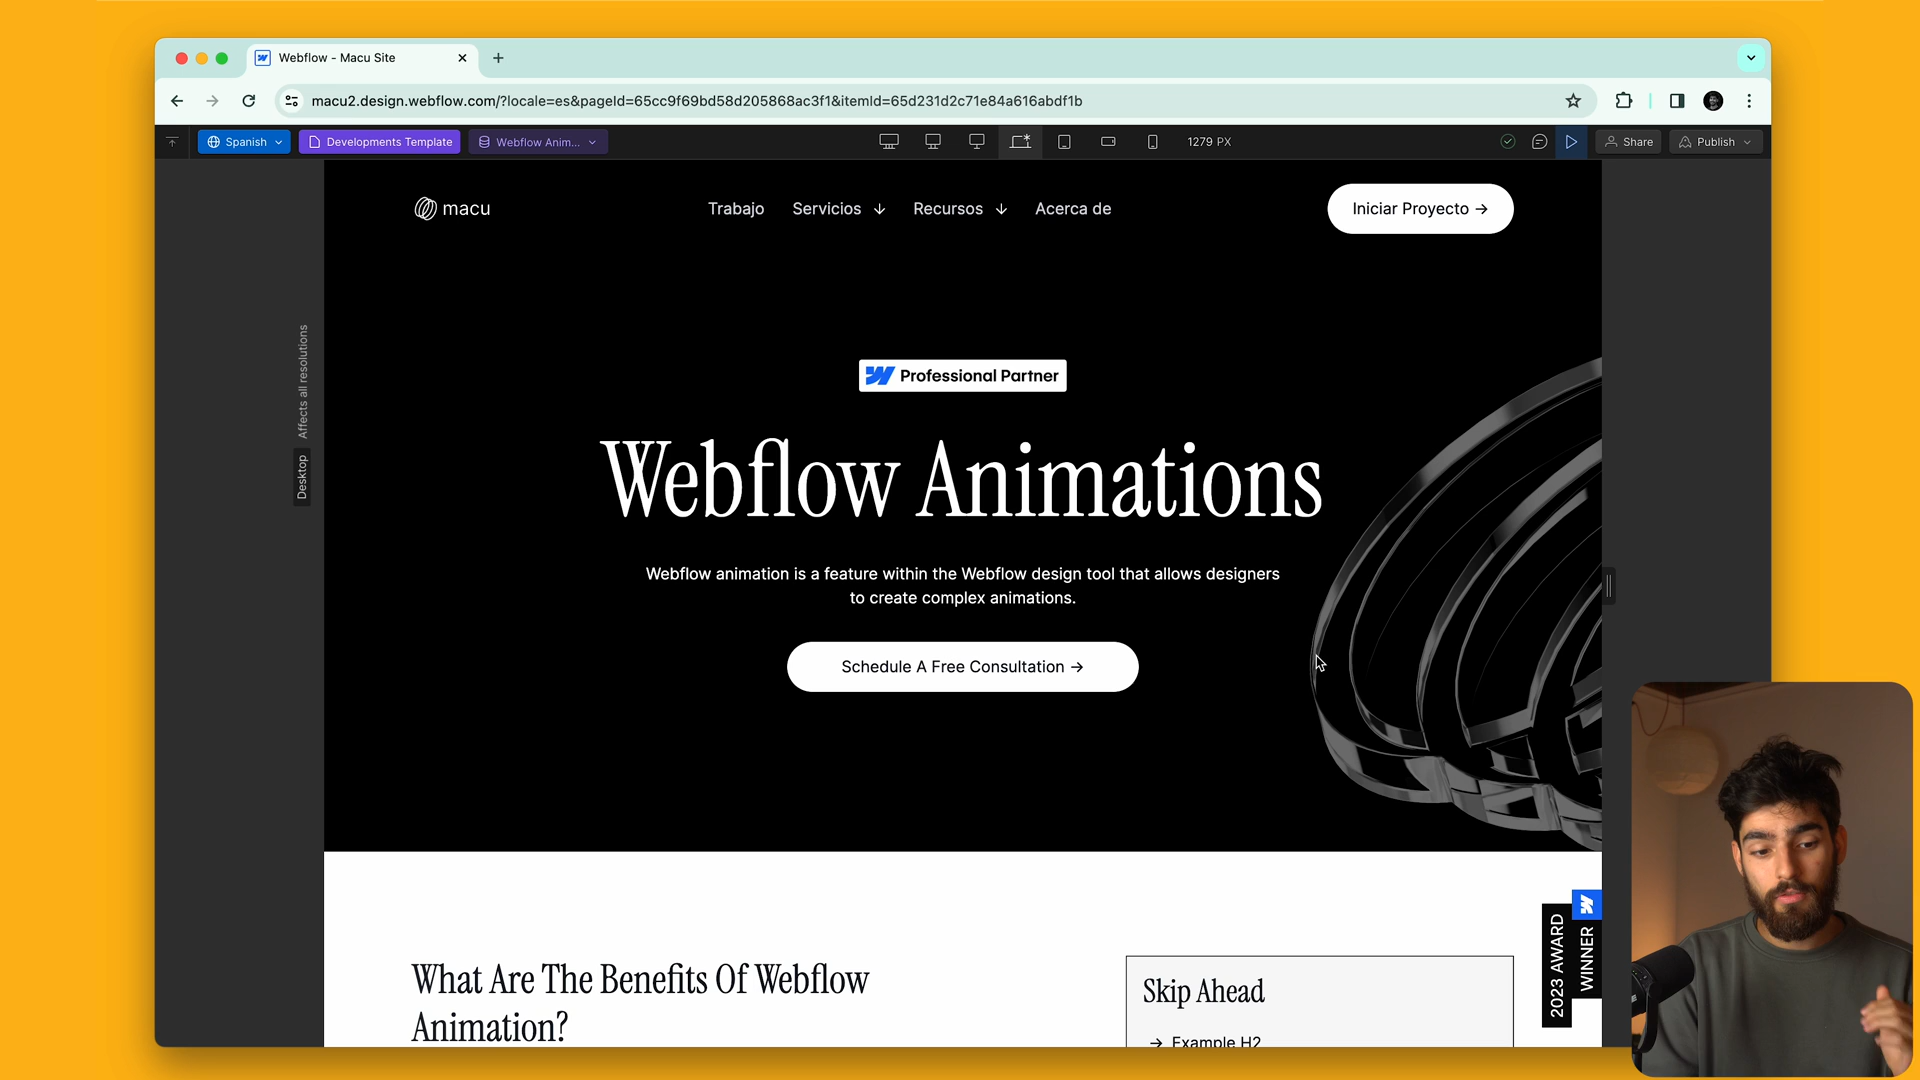 Webflow - Macu Site
macu2.design.webflow.com/?locale=es&pageId=65cc9f69bd58d205868ac3f1&itemId=65d231d2c71e84a616abdf1b
Spanish
Developments Template
Webflow Anim...
1279 PX
Share
Publish
macu
Trabajo
Servicios
Recursos
Acerca de
Iniciar Proyecto →
Affects all resolutions
Desktop
Professional Partner
Webflow Animations
Webflow animation is a feature within the Webflow design tool that allows designers
to create complex animations.
Schedule A Free Consultation →
What Are The Benefits Of Webflow
Animation?
Skip Ahead
→ Example H2
2023 AWARD
WINNER